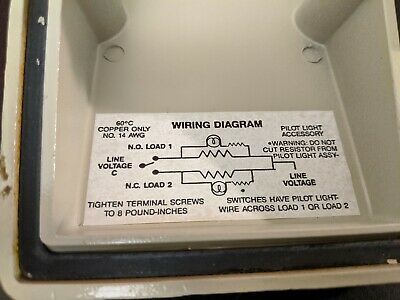 60°C
COPPER ONLY
NO. 14 AWG
WIRING DIAGRAM
PILOT LIGHT
ACCESSORY
*WARNING: DO NOT
CUT RESISTOR FROM
PILOT LIGHT ASSY-
N.O. LOAD 1
LINE
VOLTAGE
C
N.C. LOAD 2
LINE
VOLTAGE
TIGHTEN TERMINAL SCREWS
TO 8 POUND-INCHES
SWITCHES HAVE PILOT LIGHT-
WIRE ACROSS LOAD 1 OR LOAD 2